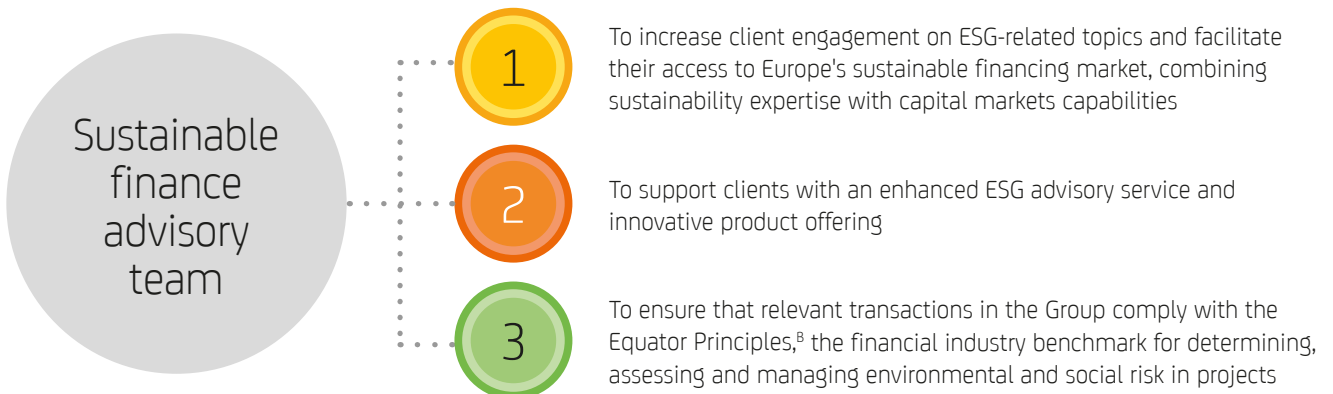 Sustainable
finance
advisory
team
1
To increase client engagement on ESG-related topics and facilitate
their access to Europe's sustainable financing market, combining
sustainability expertise with capital markets capabilities
2
To support clients with an enhanced ESG advisory service and
innovative product offering
3
To ensure that relevant transactions in the Group comply with the
Equator Principles,ᴮ the financial industry benchmark for determining,
assessing and managing environmental and social risk in projects